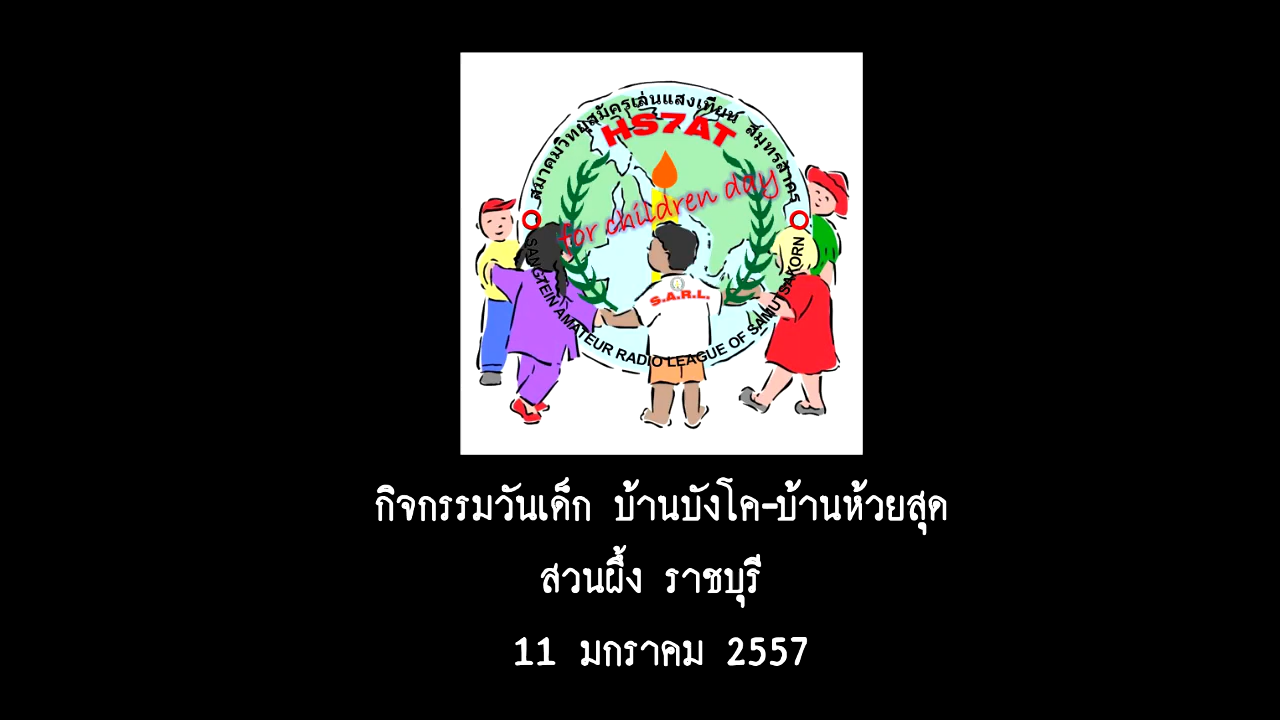 สมาคมวิทยุสมัครเล่นแสงเทียน สมุทรสาคร
HS7AT
for children day
S.A.R.L.
SANGTEIN AMATEUR RADIO LEAGUE OF SAMUTSAKORN
กิจกรรมวันเด็ก บ้านบังโค-บ้านห้วยสุด
สวนผึ้ง ราชบุรี
11 มกราคม 2557